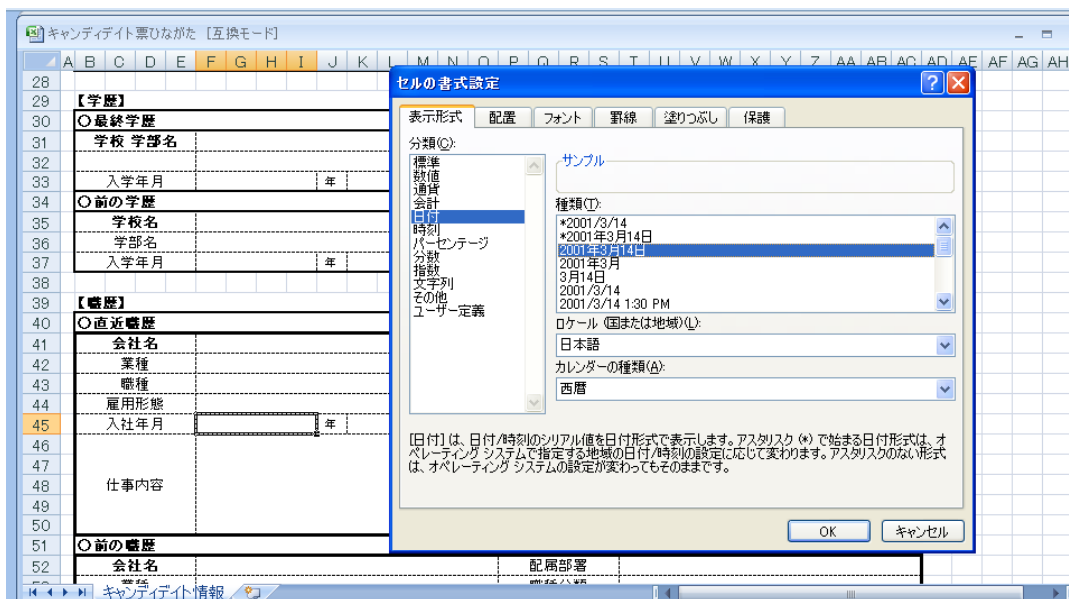 キャンディデイト票ひながた [互換モード]
A B C D E F G H I J K L M N O P Q R S T U V W X Y Z AA AB AC AD AE AF AG AH
28
29 【学歴】
30 〇最終学歴
31 学校 学部名
32
33 入学年月 年
34 〇前の学歴
35 学校名
36 学部名
37 入学年月 年
38
39 【職歴】
40 〇直近職歴
41 会社名
42 業種
43 職種
44 雇用形態
45 入社年月 年
46
47
48 仕事内容
49
50
51 〇前の職歴
52 会社名 配属部署
キャンディデイト情報
セルの書式設定
表示形式 配置 フォント 罫線 塗りつぶし 保護
分類(C):
標準
数値
通貨
会計
日付
時刻
パーセンテージ
分数
指数
文字列
その他
ユーザー定義
サンプル
種類(T):
*2001/3/14
*2001年3月14日
2001年3月14日
2001年3月
3月14日
2001/3/14
2001/3/14 1:30 PM
ロケール (国または地域)(L):
日本語
カレンダーの種類(A):
西暦
[日付] は、日付/時刻のシリアル値を日付形式で表示します。アスタリスク (*) で始まる日付形式は、オ
ペレーティング システムで指定する地域の日付/時刻の設定に応じて変わります。アスタリスクのない形式
は、オペレーティング システムの設定が変わってもそのままです。
OK キャンセル